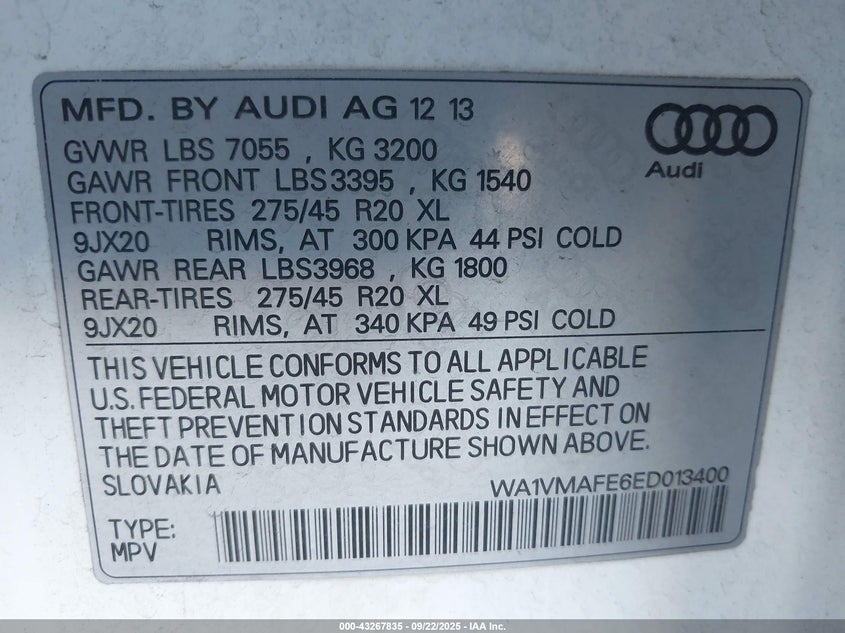 MFD. BY AUDI AG 12 13
Audi
GVWR LBS 7055 , KG 3200
GAWR FRONT LBS3395 , KG 1540
FRONT-TIRES 275/45 R20 XL
9JX20 RIMS, AT 300 KPA 44 PSI COLD
GAWR REAR LBS3968 , KG 1800
REAR-TIRES 275/45 R20 XL
9JX20 RIMS, AT 340 KPA 49 PSI COLD
THIS VEHICLE CONFORMS TO ALL APPLICABLE
U.S. FEDERAL MOTOR VEHICLE SAFETY AND
THEFT PREVENTION STANDARDS IN EFFECT ON
THE DATE OF MANUFACTURE SHOWN ABOVE.
SLOVAKIA WA1VMAFE6ED013400
TYPE:
MPV
000-43267835 - 09/22/2025 - IAA Inc.